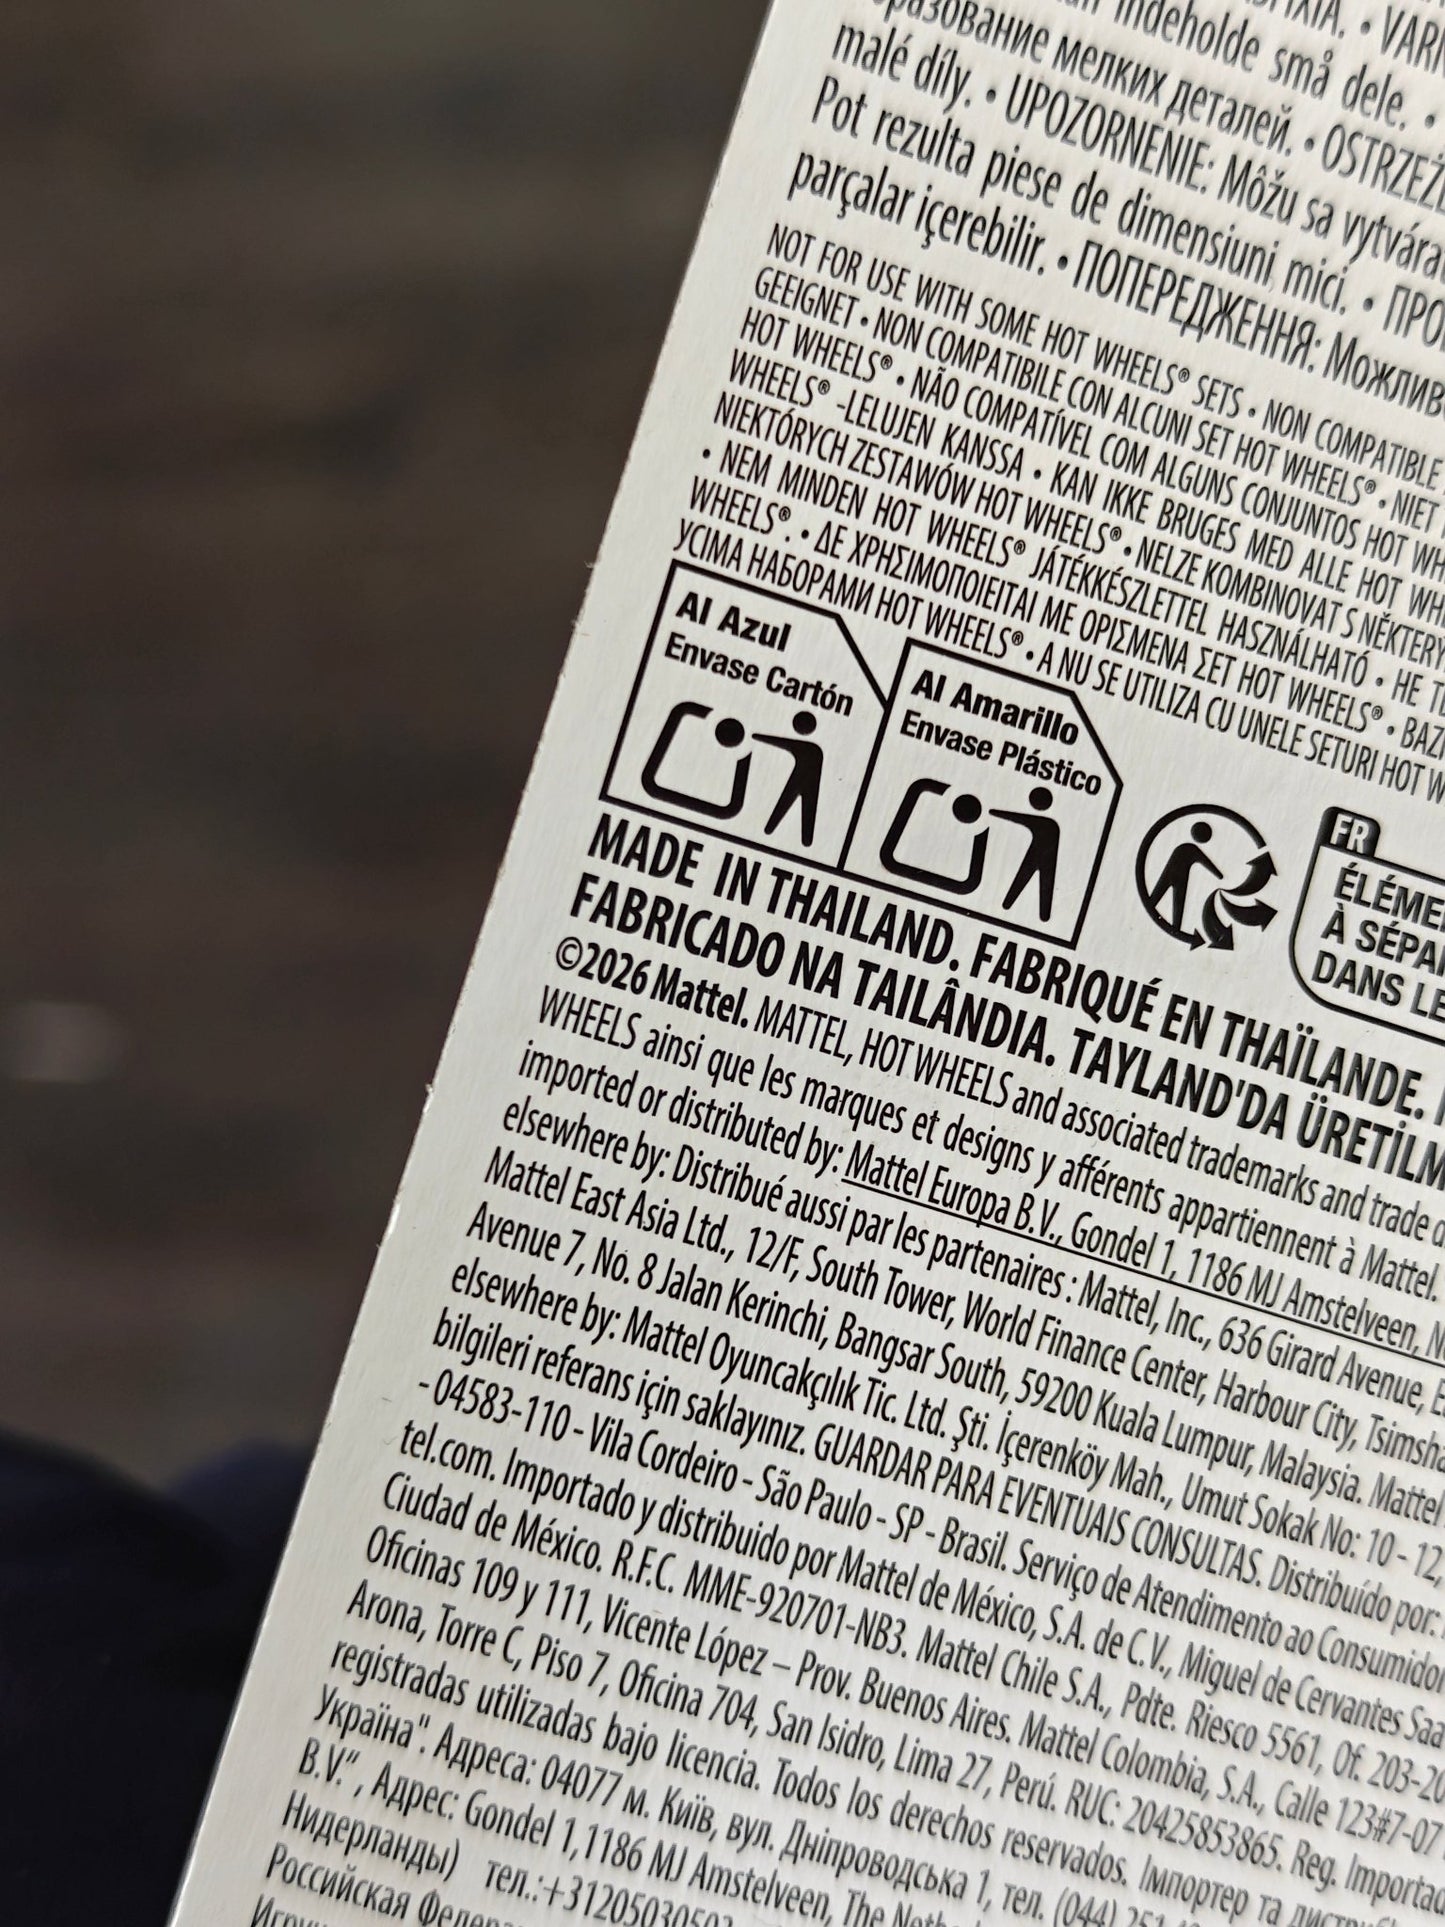 indeholde små dele. •
мелких деталей. • OSTRZEŻ
malé díly. • UPOZORNENIE: Môžu sa vytvára
Pot rezulta piese de dimensiuni mici. • ПРО
parçalar içerebilir. • ПОПЕРЕДЖЕННЯ: Можлив
NOT FOR USE WITH SOME HOT WHEELS® SETS • NON COMPATIBLE
GEEIGNET • NON COMPATIBILE CON ALCUNI SET HOT WHEELS® • NIET
HOT WHEELS® • NÃO COMPATÍVEL COM ALGUNS CONJUNTOS HOT WH
WHEELS® -LELUJEN KANSSA • KAN IKKE BRUGES MED ALLE HOT WH
NIEKTÓRYCH ZESTAWÓW HOT WHEELS® • NELZE KOMBINOVAT S NĚKTERÝ
• NEM MINDEN HOT WHEELS® JÁTÉKKÉSZLETTEL HASZNÁLHATÓ • НЕ
WHEELS®. • ΔΕ ΧΡΗΣΙΜΟΠΟΙΕΙΤΑΙ ΜΕ ΟΡΙΣΜΕΝΑ ΣΕΤ HOT WHEELS® •
УСІМА НАБОРАМИ HOT WHEELS® • A NU SE UTILIZA CU UNELE SETURI HOT W
Al Azul
Envase Cartón
Al Amarillo
Envase Plástico
FR
ÉLÉME
À SÉPA
DANS LE
MADE IN THAILAND. FABRIQUÉ EN THAÏLANDE.
FABRICADO NA TAILÂNDIA. TAYLAND'DA ÜRETİLM
©2026 Mattel. MATTEL, HOT WHEELS and associated trademarks and trade d
WHEELS ainsi que les marques et designs y afférents appartiennent à Mattel.
imported or distributed by: Mattel Europa B.V., Gondel 1, 1186 MJ Amstelveen, N
elsewhere by: Distribué aussi par les partenaires : Mattel, Inc., 636 Girard Avenue, E
Mattel East Asia Ltd., 12/F, South Tower, World Finance Center, Harbour City, Tsimsha
Avenue 7, No. 8 Jalan Kerinchi, Bangsar South, 59200 Kuala Lumpur, Malaysia. Mattel
elsewhere by: Mattel Oyuncakçılık Tic. Ltd. Şti. İçerenköy Mah., Umut Sokak No: 10 - 12,
bilgileri referans için saklayınız. GUARDAR PARA EVENTUAIS CONSULTAS. Distribuído por:
- 04583-110 - Vila Cordeiro - São Paulo - SP - Brasil. Serviço de Atendimento ao Consumidor
tel.com. Importado y distribuido por Mattel de México, S.A. de C.V., Miguel de Cervantes Saa
Ciudad de México. R.F.C. MME-920701-NB3. Mattel Chile S.A., Pdte. Riesco 5561, Of. 203-20
Oficinas 109 y 111, Vicente López – Prov. Buenos Aires. Mattel Colombia, S.A., Calle 123#7-07
Arona, Torre C, Piso 7, Oficina 704, San Isidro, Lima 27, Perú. RUC: 20425853865. Reg. Importad
registradas utilizadas bajo licencia. Todos los derechos reservados. Імпортер та
Україна". Адреса: 04077 м. Київ, вул. Дніпроводська 1, тел. (044)
B.V.", Адрес: Gondel 1,1186 MJ Amstelveen, The
Нидерланды) тел.:+31205030503
Российская